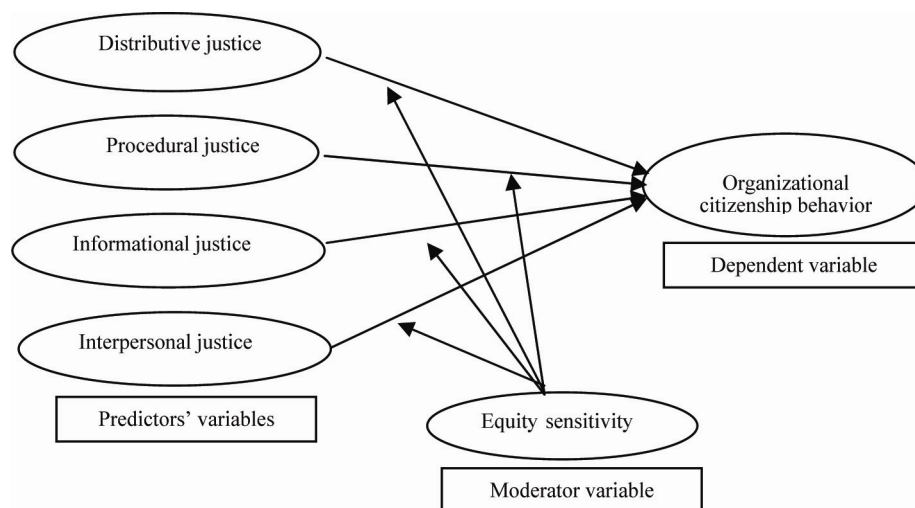 Distributive justice
Procedural justice
Informational justice
Interpersonal justice
Predictors’ variables
Organizational
citizenship behavior
Dependent variable
Equity sensitivity
Moderator variable